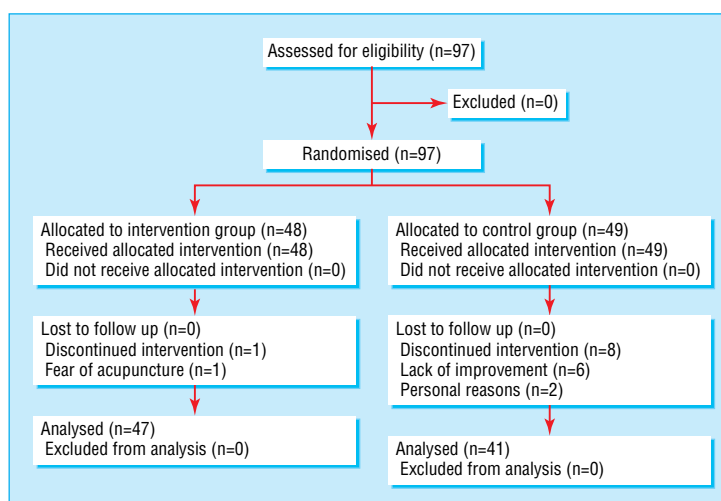 Assessed for eligibility (n=97)
Excluded (n=0)
Randomised (n=97)
Allocated to intervention group (n=48)
Received allocated intervention (n=48)
Did not receive allocated intervention (n=0)
Allocated to control group (n=49)
Received allocated intervention (n=49)
Did not receive allocated intervention (n=0)
Lost to follow up (n=0)
Discontinued intervention (n=1)
Fear of acupuncture (n=1)
Lost to follow up (n=0)
Discontinued intervention (n=8)
Lack of improvement (n=6)
Personal reasons (n=2)
Analysed (n=47)
Excluded from analysis (n=0)
Analysed (n=41)
Excluded from analysis (n=0)